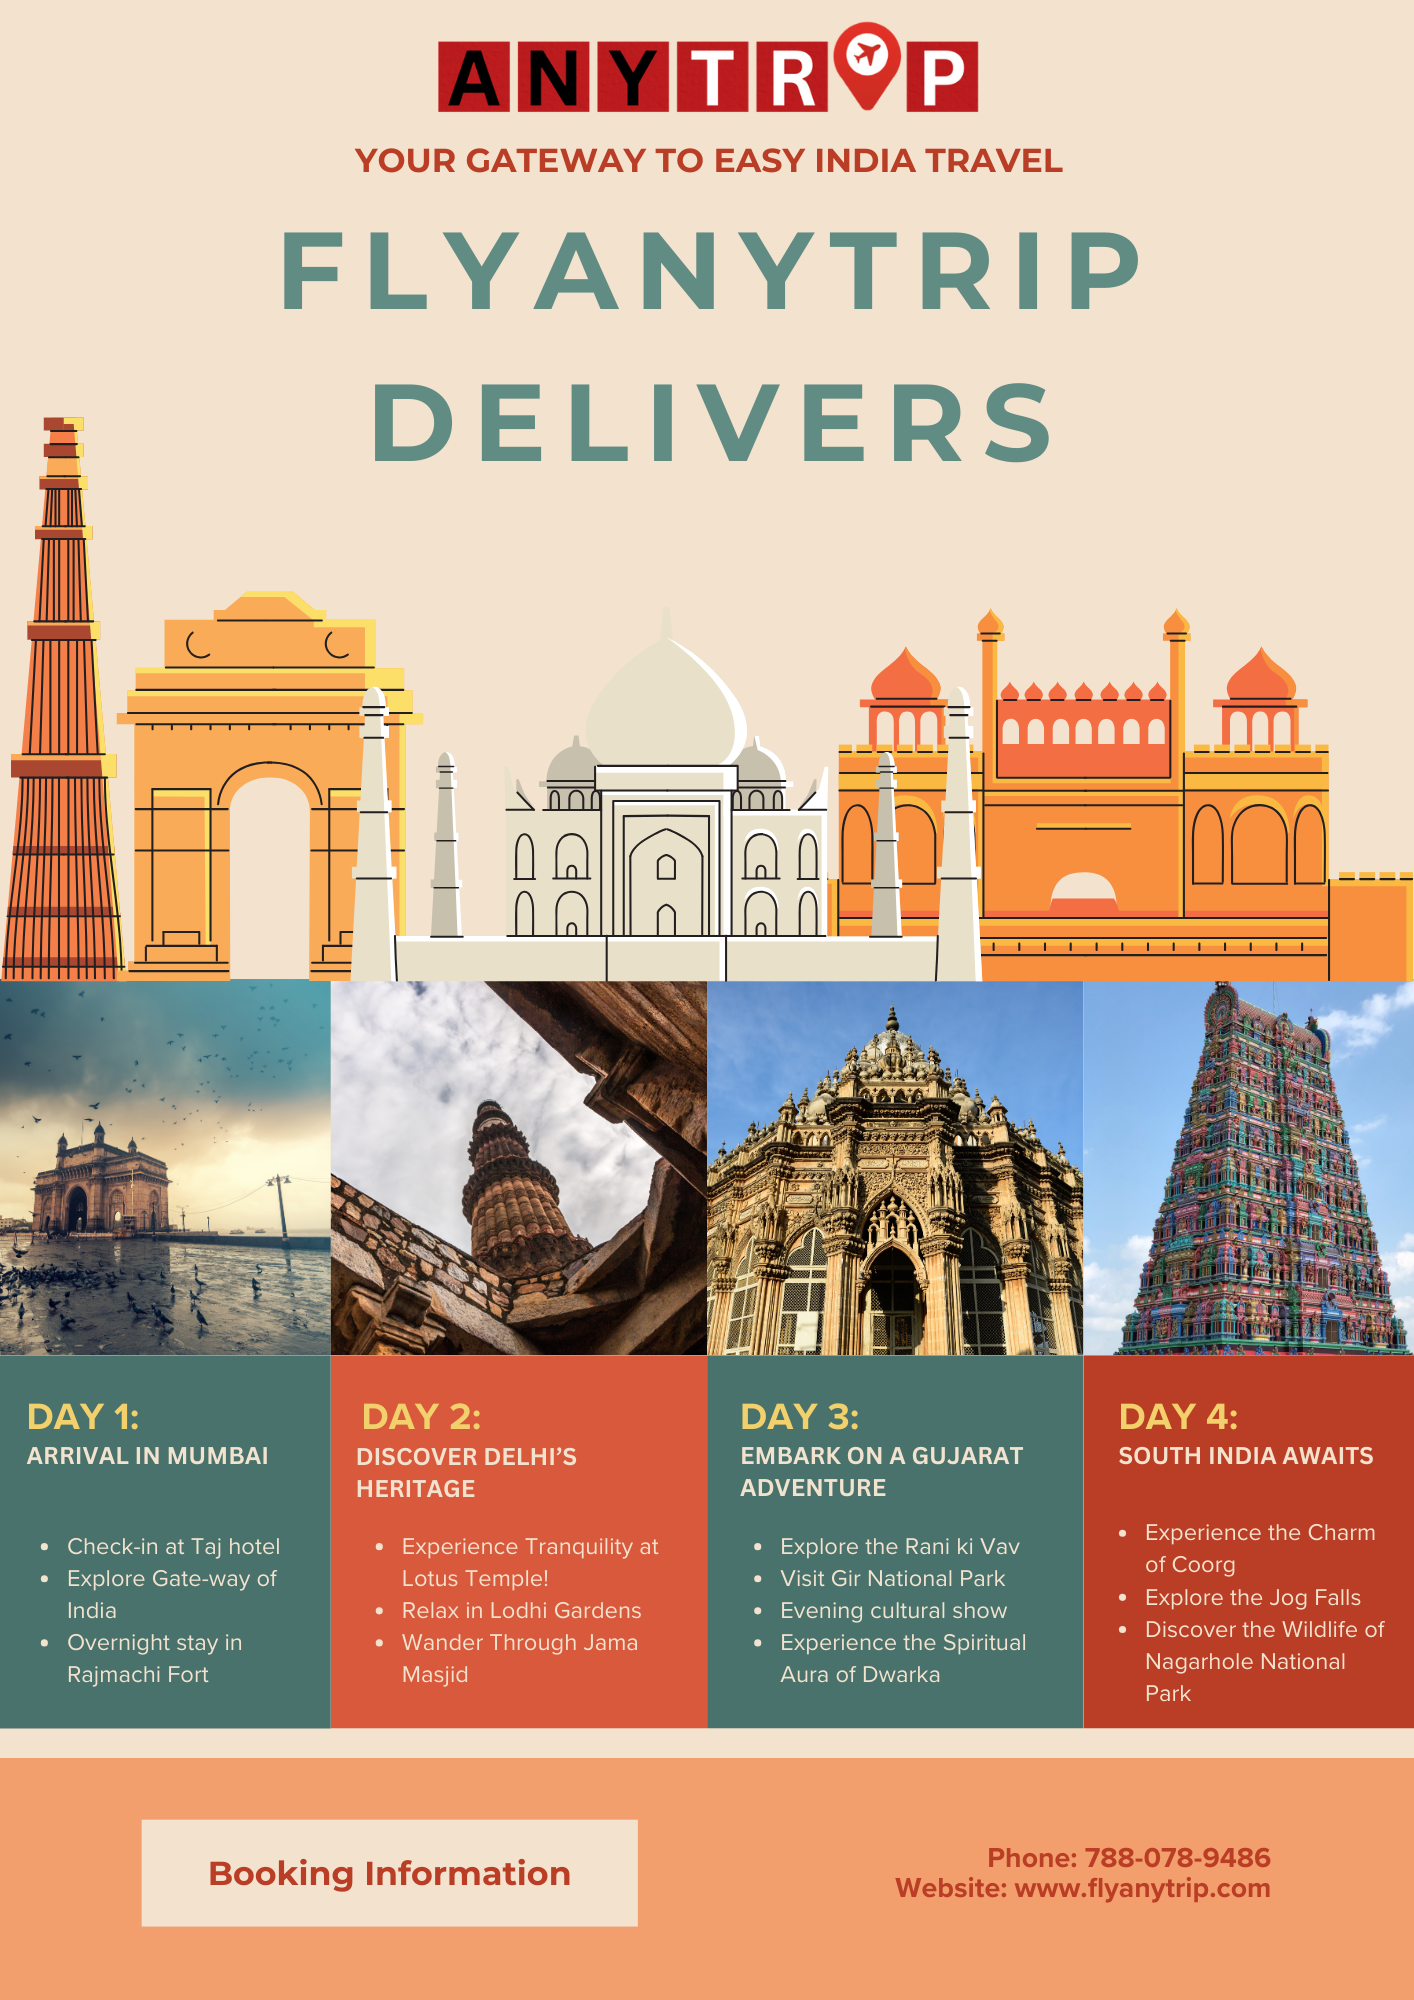 ANYTRIP
YOUR GATEWAY TO EASY INDIA TRAVEL
FLYANYTRIP
DELIVERS
DAY 1:
ARRIVAL IN MUMBAI
• Check-in at Taj hotel
• Explore Gate-way of
India
• Overnight stay in
Rajmachi Fort
DAY 2:
DISCOVER DELHI’S
HERITAGE
• Experience Tranquility at
Lotus Temple!
• Relax in Lodhi Gardens
• Wander Through Jama
Masjid
DAY 3:
EMBARK ON A GUJARAT
ADVENTURE
• Explore the Rani ki Vav
• Visit Gir National Park
• Evening cultural show
• Experience the Spiritual
Aura of Dwarka
DAY 4:
SOUTH INDIA AWAITS
• Experience the Charm
of Coorg
• Explore the Jog Falls
• Discover the Wildlife of
Nagarhole National
Park
Booking Information
Phone: 788-078-9486
Website: www.flyanytrip.com